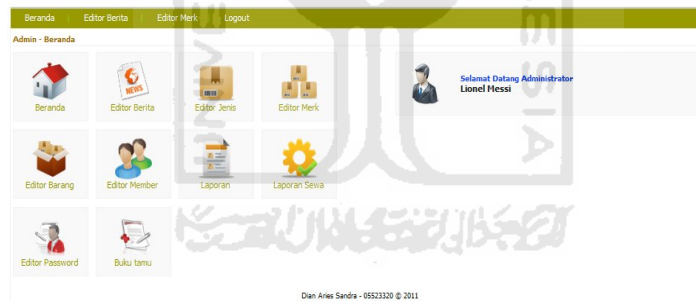 Beranda Editor Berita Editor Merk Logout
Admin - Beranda
Selamat Datang Administrator
Lionel Messi
Beranda Editor Berita Editor Jenis Editor Merk
NEWS
Editor Barang Editor Member Laporan Laporan Sewa
Editor Password Buku tamu
Dian Aries Sandra - 05523320 © 2011